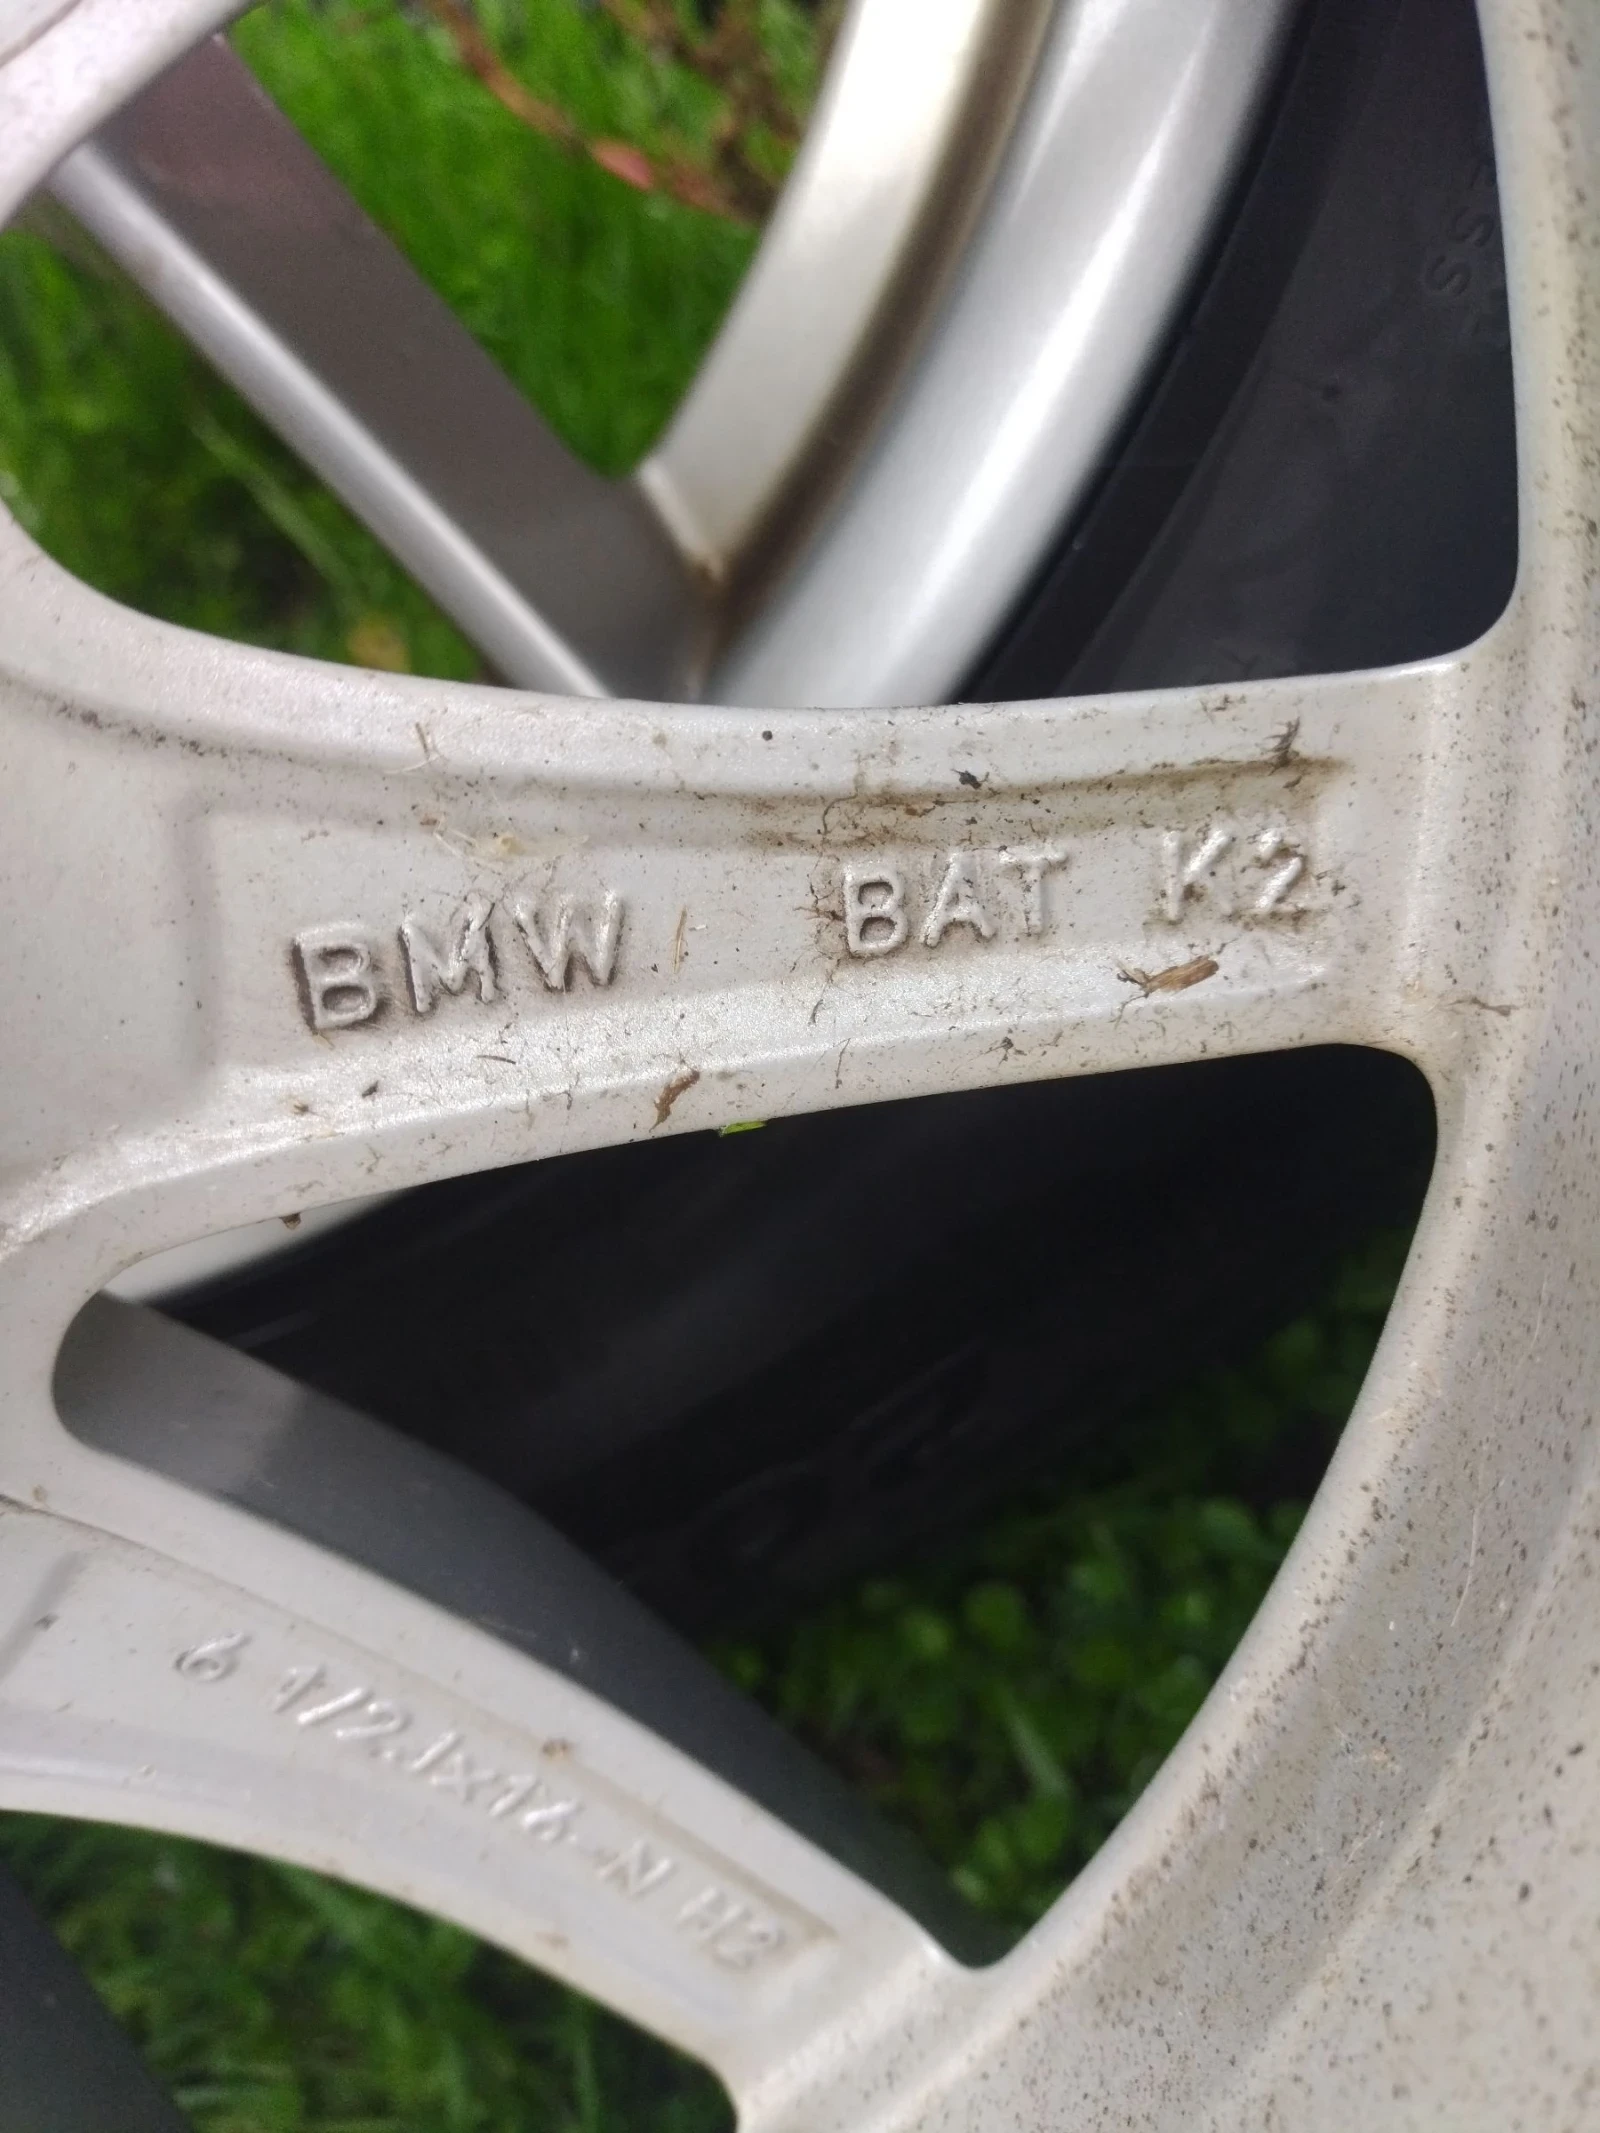 BMW BAT K2
6 1/2Jx16-N H2